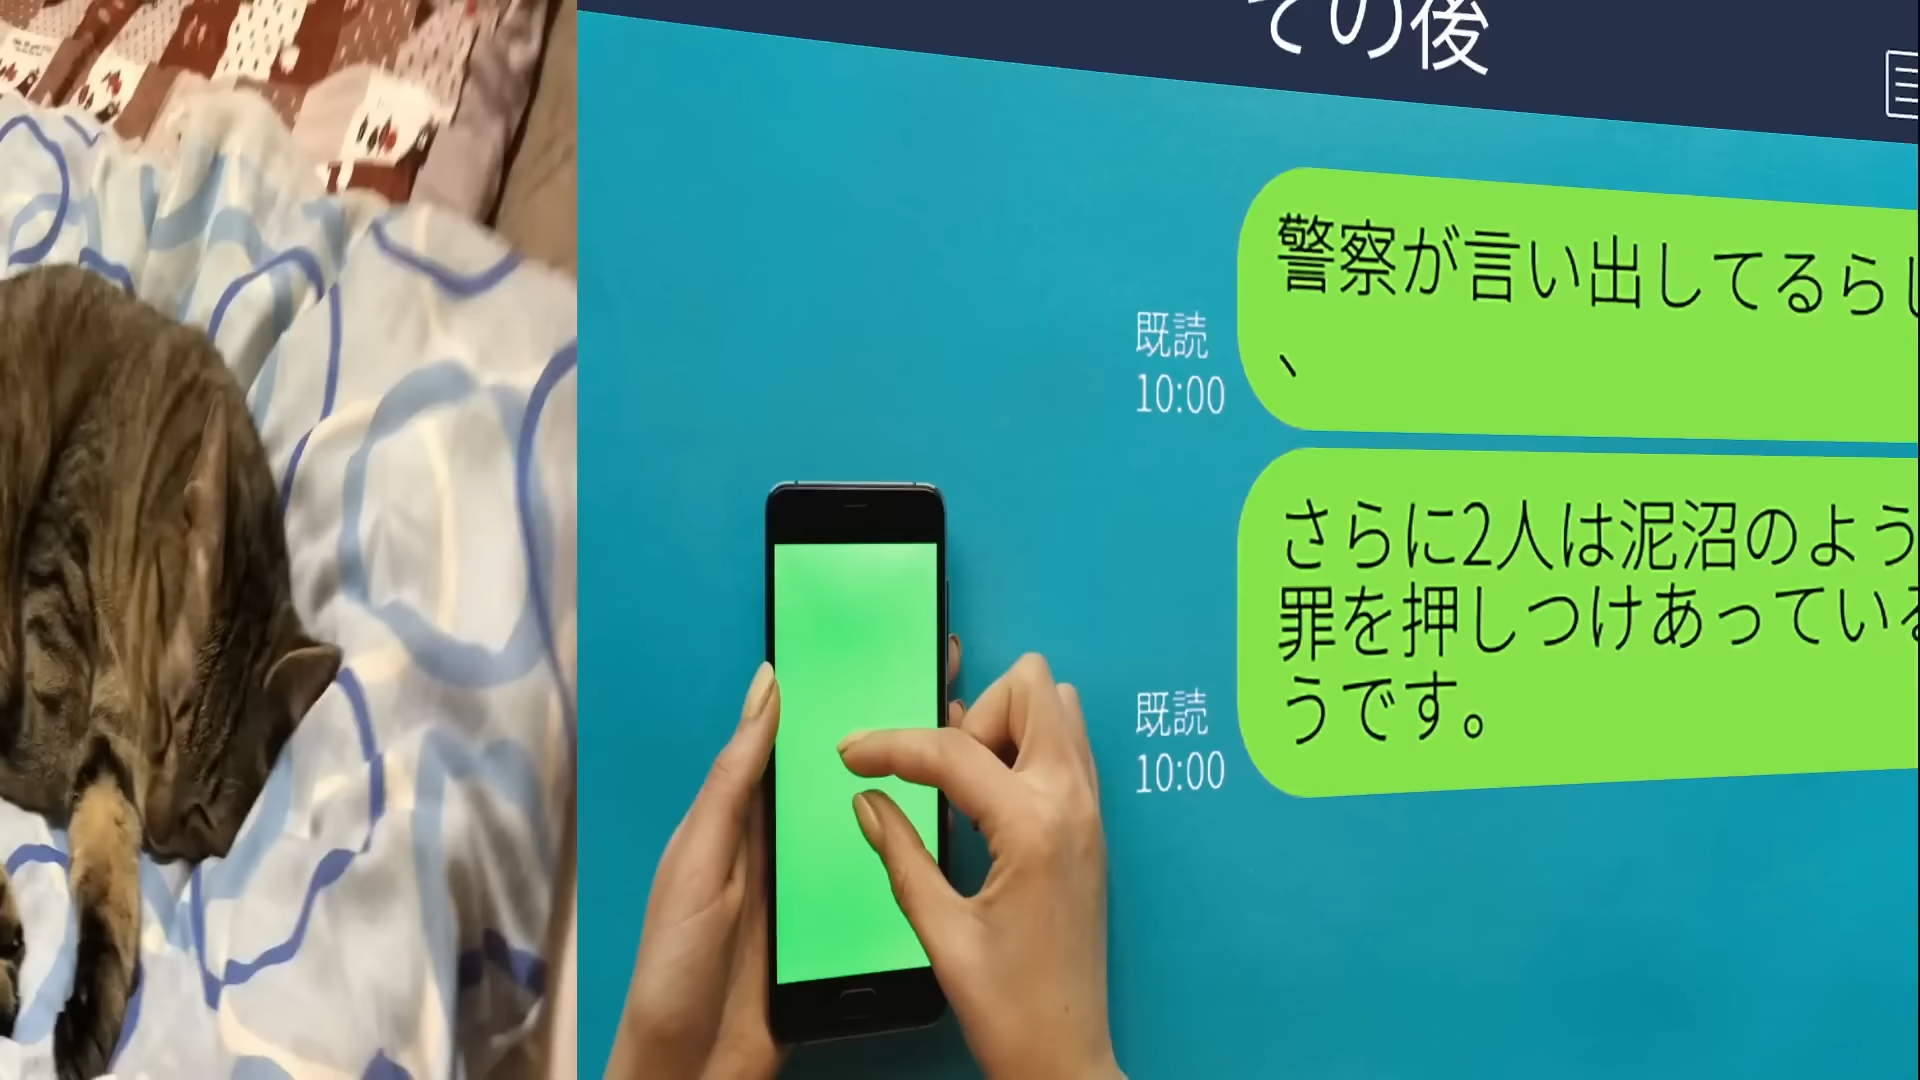 その後
警察が言い出してるらし
、
既読
10:00
さらに2人は泥沼のよう
罪を押しつけあっている
うです。
既読
10:00